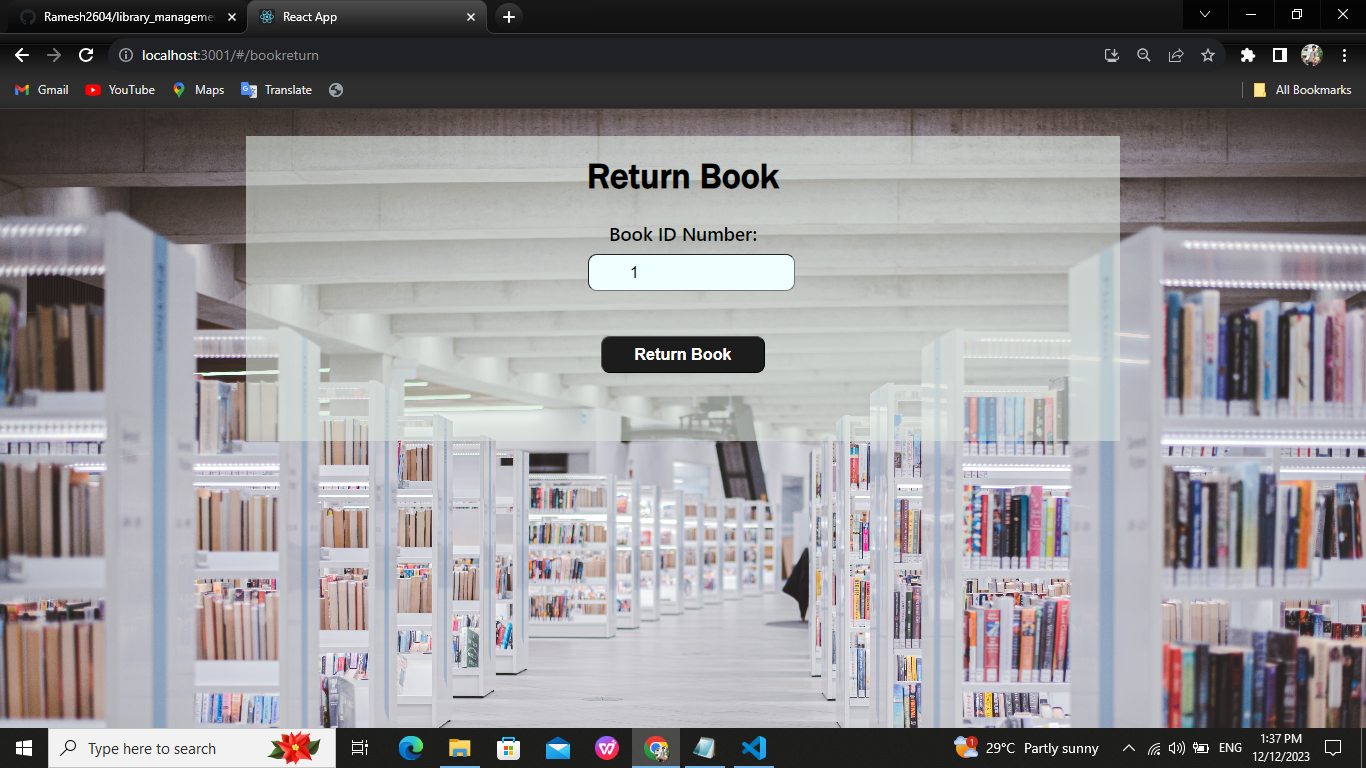 Ramesh2604/library_manageme
React App
localhost:3001/#/bookreturn
Gmail
YouTube
Maps
Translate
All Bookmarks
Return Book
Book ID Number:
1
Return Book
Type here to search
1
29°C Partly sunny
ENG
1:37 PM
12/12/2023